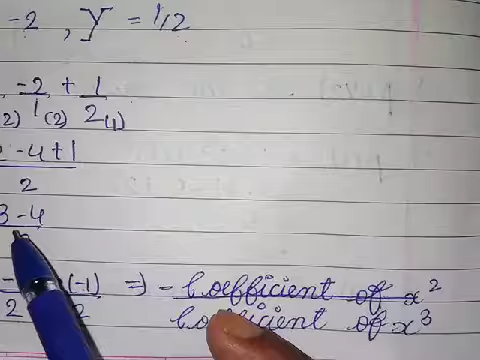 -2 , γ = 1/2
-2 + 1
(2) 1 (2) 2(1)
-4+1
2
3-4
(-1) ⇒ - Coefficient of x²
2 2 Coefficient of x³